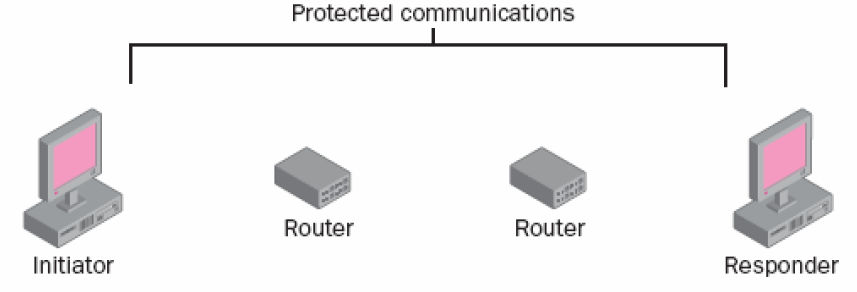 Protected communications
Router
Router
Initiator
Responder